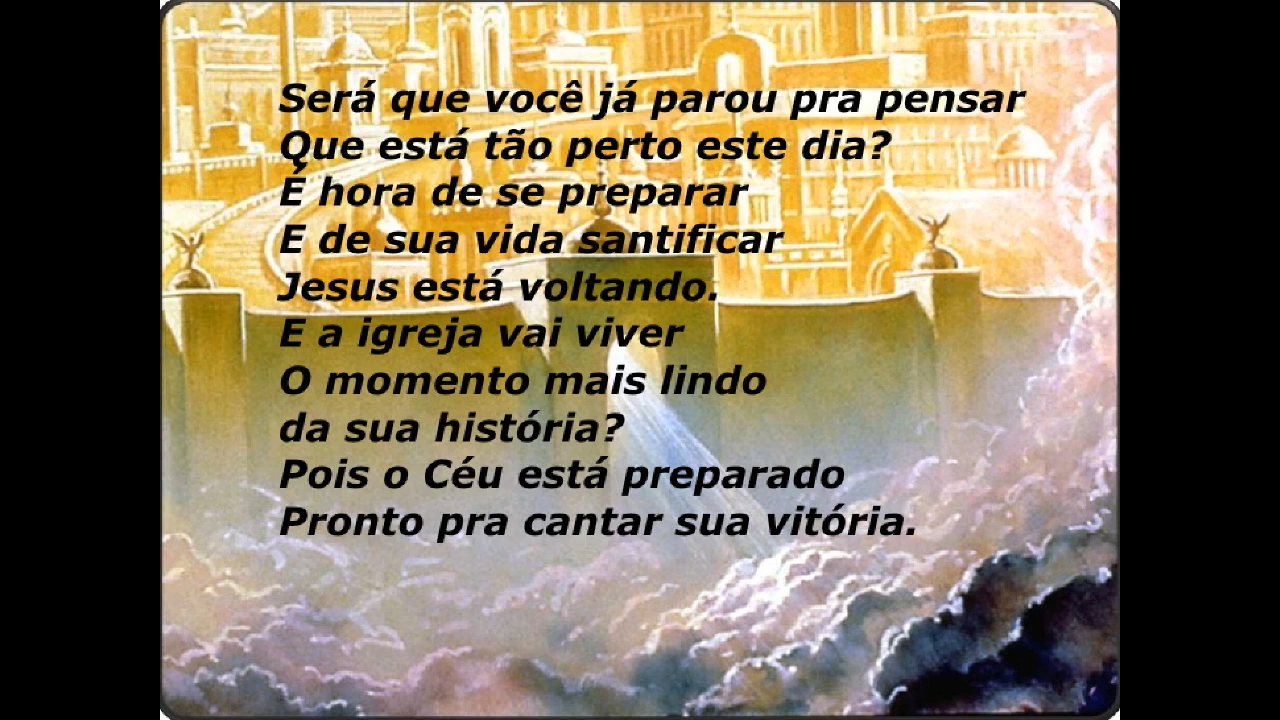 Será que você já parou pra pensar
Que está tão perto este dia?
É hora de se preparar
E de sua vida santificar
Jesus está voltando.
E a igreja vai viver
O momento mais lindo
da sua história?
Pois o Céu está preparado
Pronto pra cantar sua vitória.